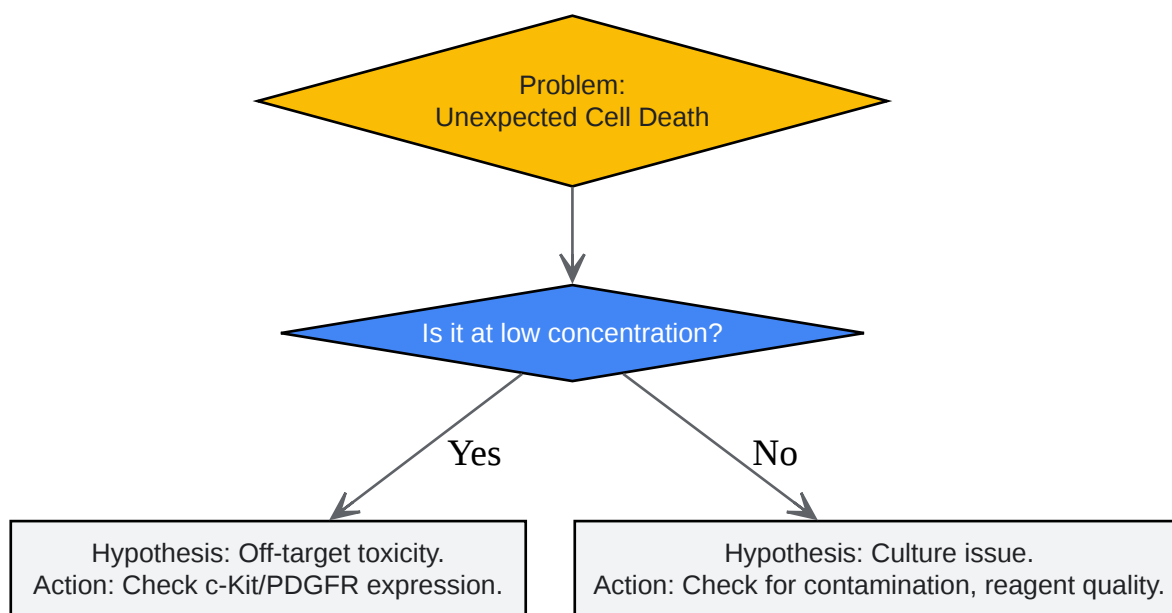 Problem:
Unexpected Cell Death
Is it at low concentration?
Yes
No
Hypothesis: Off-target toxicity.
Action: Check c-Kit/PDGFR expression.
Hypothesis: Culture issue.
Action: Check for contamination, reagent quality.